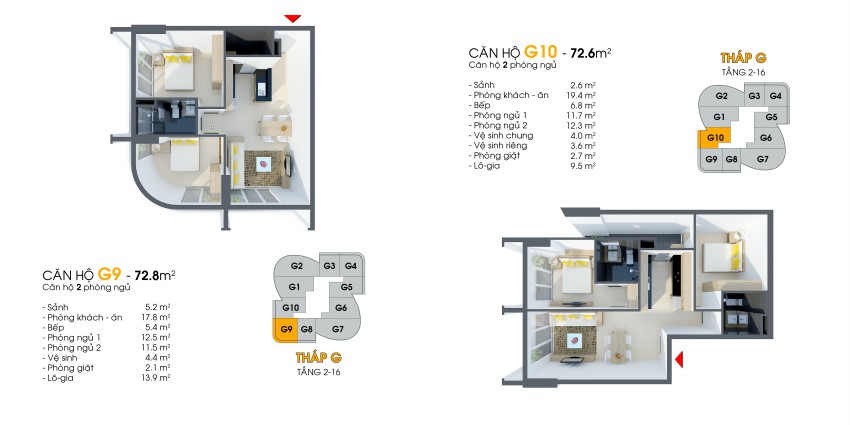 CĂN HỘ G10 - 72.6m²
Căn hộ 2 phòng ngủ
- Sảnh 2.6 m²
- Phòng khách - ăn 19.4 m²
- Bếp 6.8 m²
- Phòng ngủ 1 11.7 m²
- Phòng ngủ 2 12.3 m²
- Vệ sinh chung 4.0 m²
- Vệ sinh riêng 3.6 m²
- Phòng giặt 2.7 m²
- Lô-gia 9.5 m²
THÁP G
TẦNG 2-16
G2 G3 G4
G1 G5
G10 G6
G9 G8 G7
CĂN HỘ G9 - 72.8m²
Căn hộ 2 phòng ngủ
- Sảnh 5.2 m²
- Phòng khách - ăn 17.8 m²
- Bếp 5.4 m²
- Phòng ngủ 1 12.5 m²
- Phòng ngủ 2 11.5 m²
- Vệ sinh 4.4 m²
- Phòng giặt 2.1 m²
- Lô-gia 13.9 m²
G2 G3 G4
G1 G5
G10 G6
G9 G8 G7
THÁP G
TẦNG 2-16